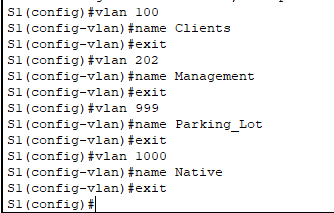 S1(config)#vlan 100
S1(config-vlan)#name Clients
S1(config-vlan)#exit
S1(config)#vlan 202
S1(config-vlan)#name Management
S1(config-vlan)#exit
S1(config-vlan)#vlan 999
S1(config-vlan)#name Parking_Lot
S1(config-vlan)#exit
S1(config)#vlan 1000
S1(config-vlan)#name Native
S1(config-vlan)#exit
S1(config)#